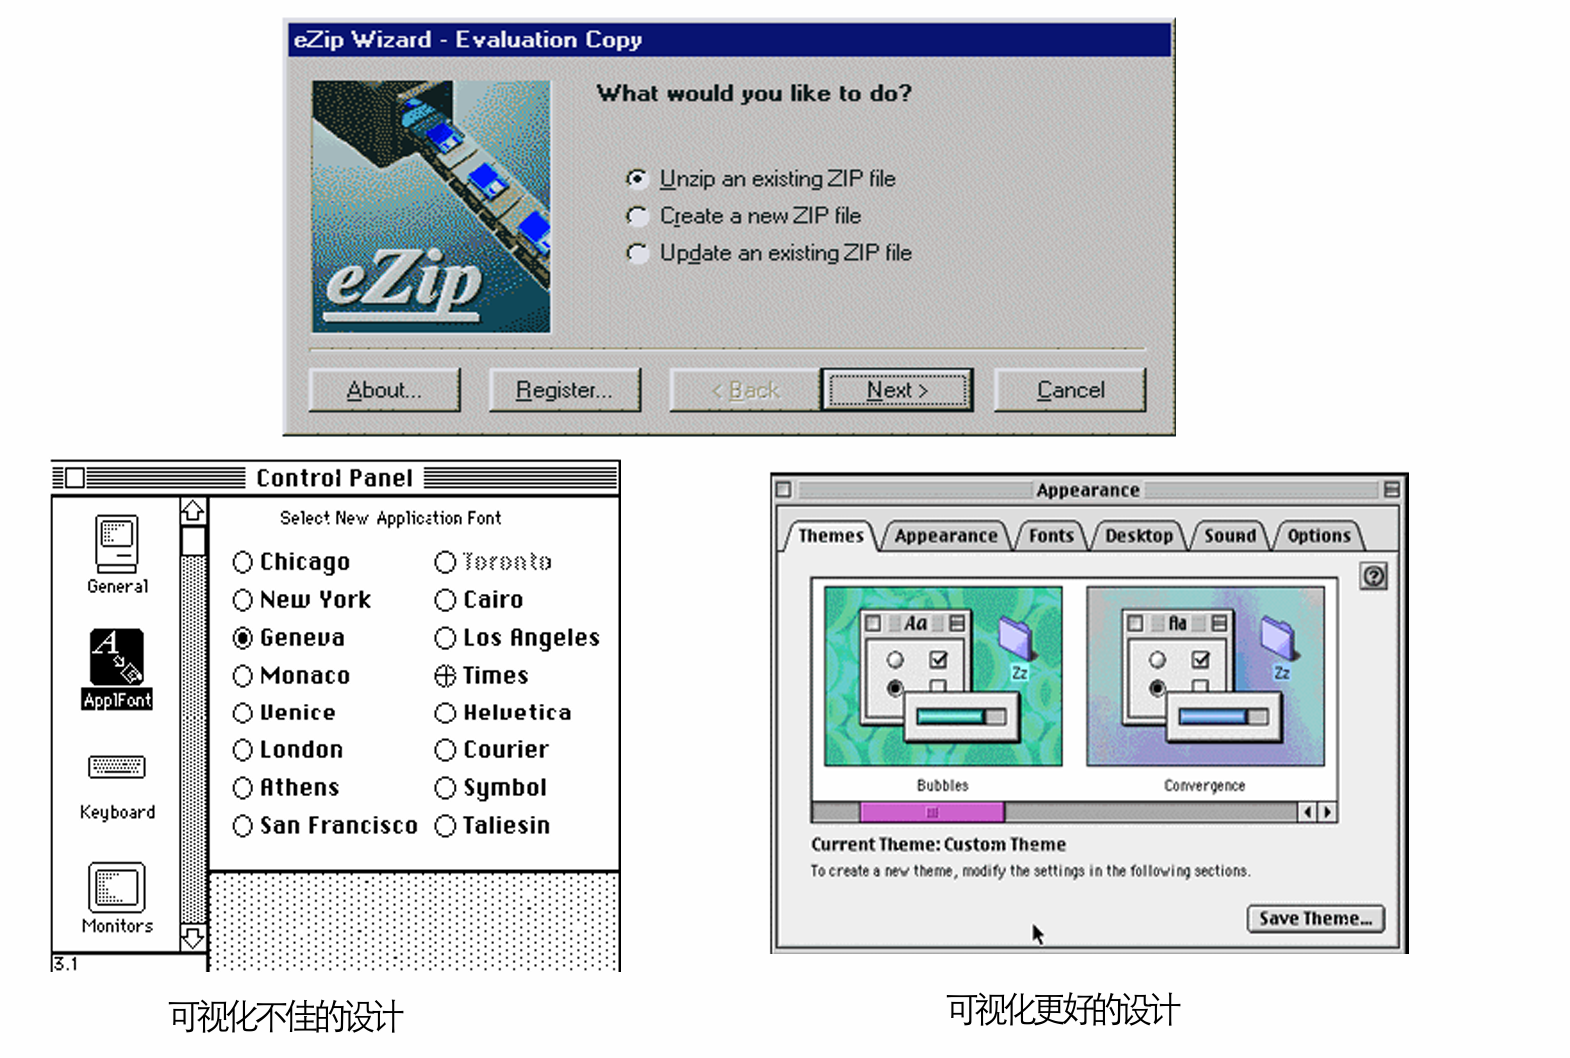 eZip Wizard - Evaluation Copy
What would you like to do?
Unzip an existing ZIP file
Create a new ZIP file
Update an existing ZIP file
eZip
About... Register... < Back Next > Cancel
Control Panel
Select New Application Font
General
ApplFont
Keyboard
Monitors
3.1
Chicago Toronto
New York Cairo
Geneva Los Angeles
Monaco Times
Venice Helvetica
London Courier
Athens Symbol
San Francisco Taliesin
可视化不佳的设计
Appearance
Themes Appearance Fonts Desktop Sound Options
?
Aa Aa
Zz Zz
Bubbles Convergence
Current Theme: Custom Theme
To create a new theme, modify the settings in the following sections.
Save Theme...
可视化更好的设计